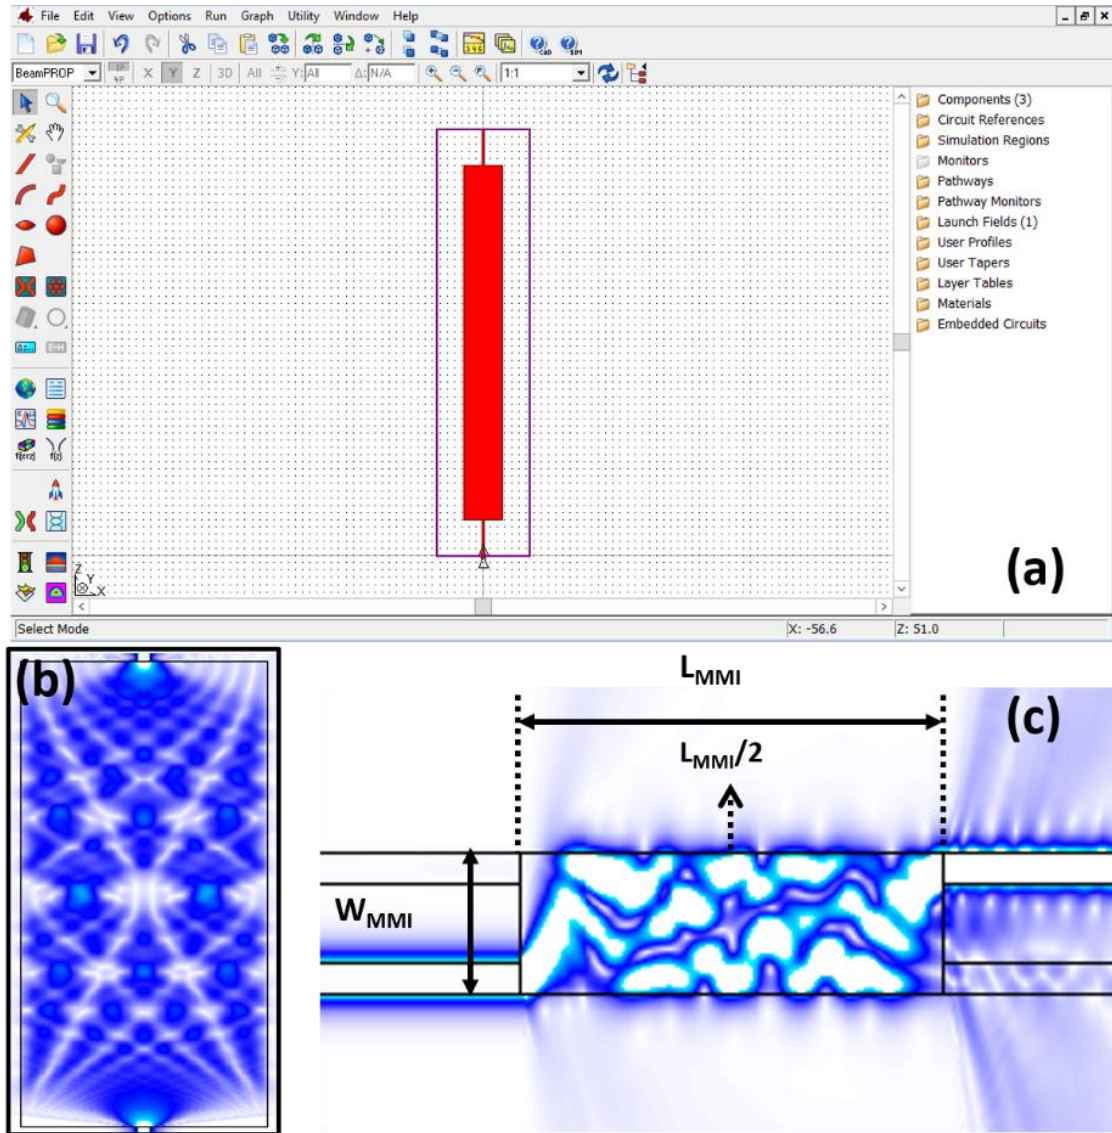 File Edit View Options Run Graph Utility Window Help
BeamPROP X Y Z 3D All Y: All Δ: N/A 1:1
Components (3)
Circuit References
Simulation Regions
Monitors
Pathways
Pathway Monitors
Launch Fields (1)
User Profiles
User Tapers
Layer Tables
Materials
Embedded Circuits
Z
Y
X
(a)
Select Mode X: -56.6 Z: 51.0
(b)
LMMI
(c)
LMMI/2
WMMI